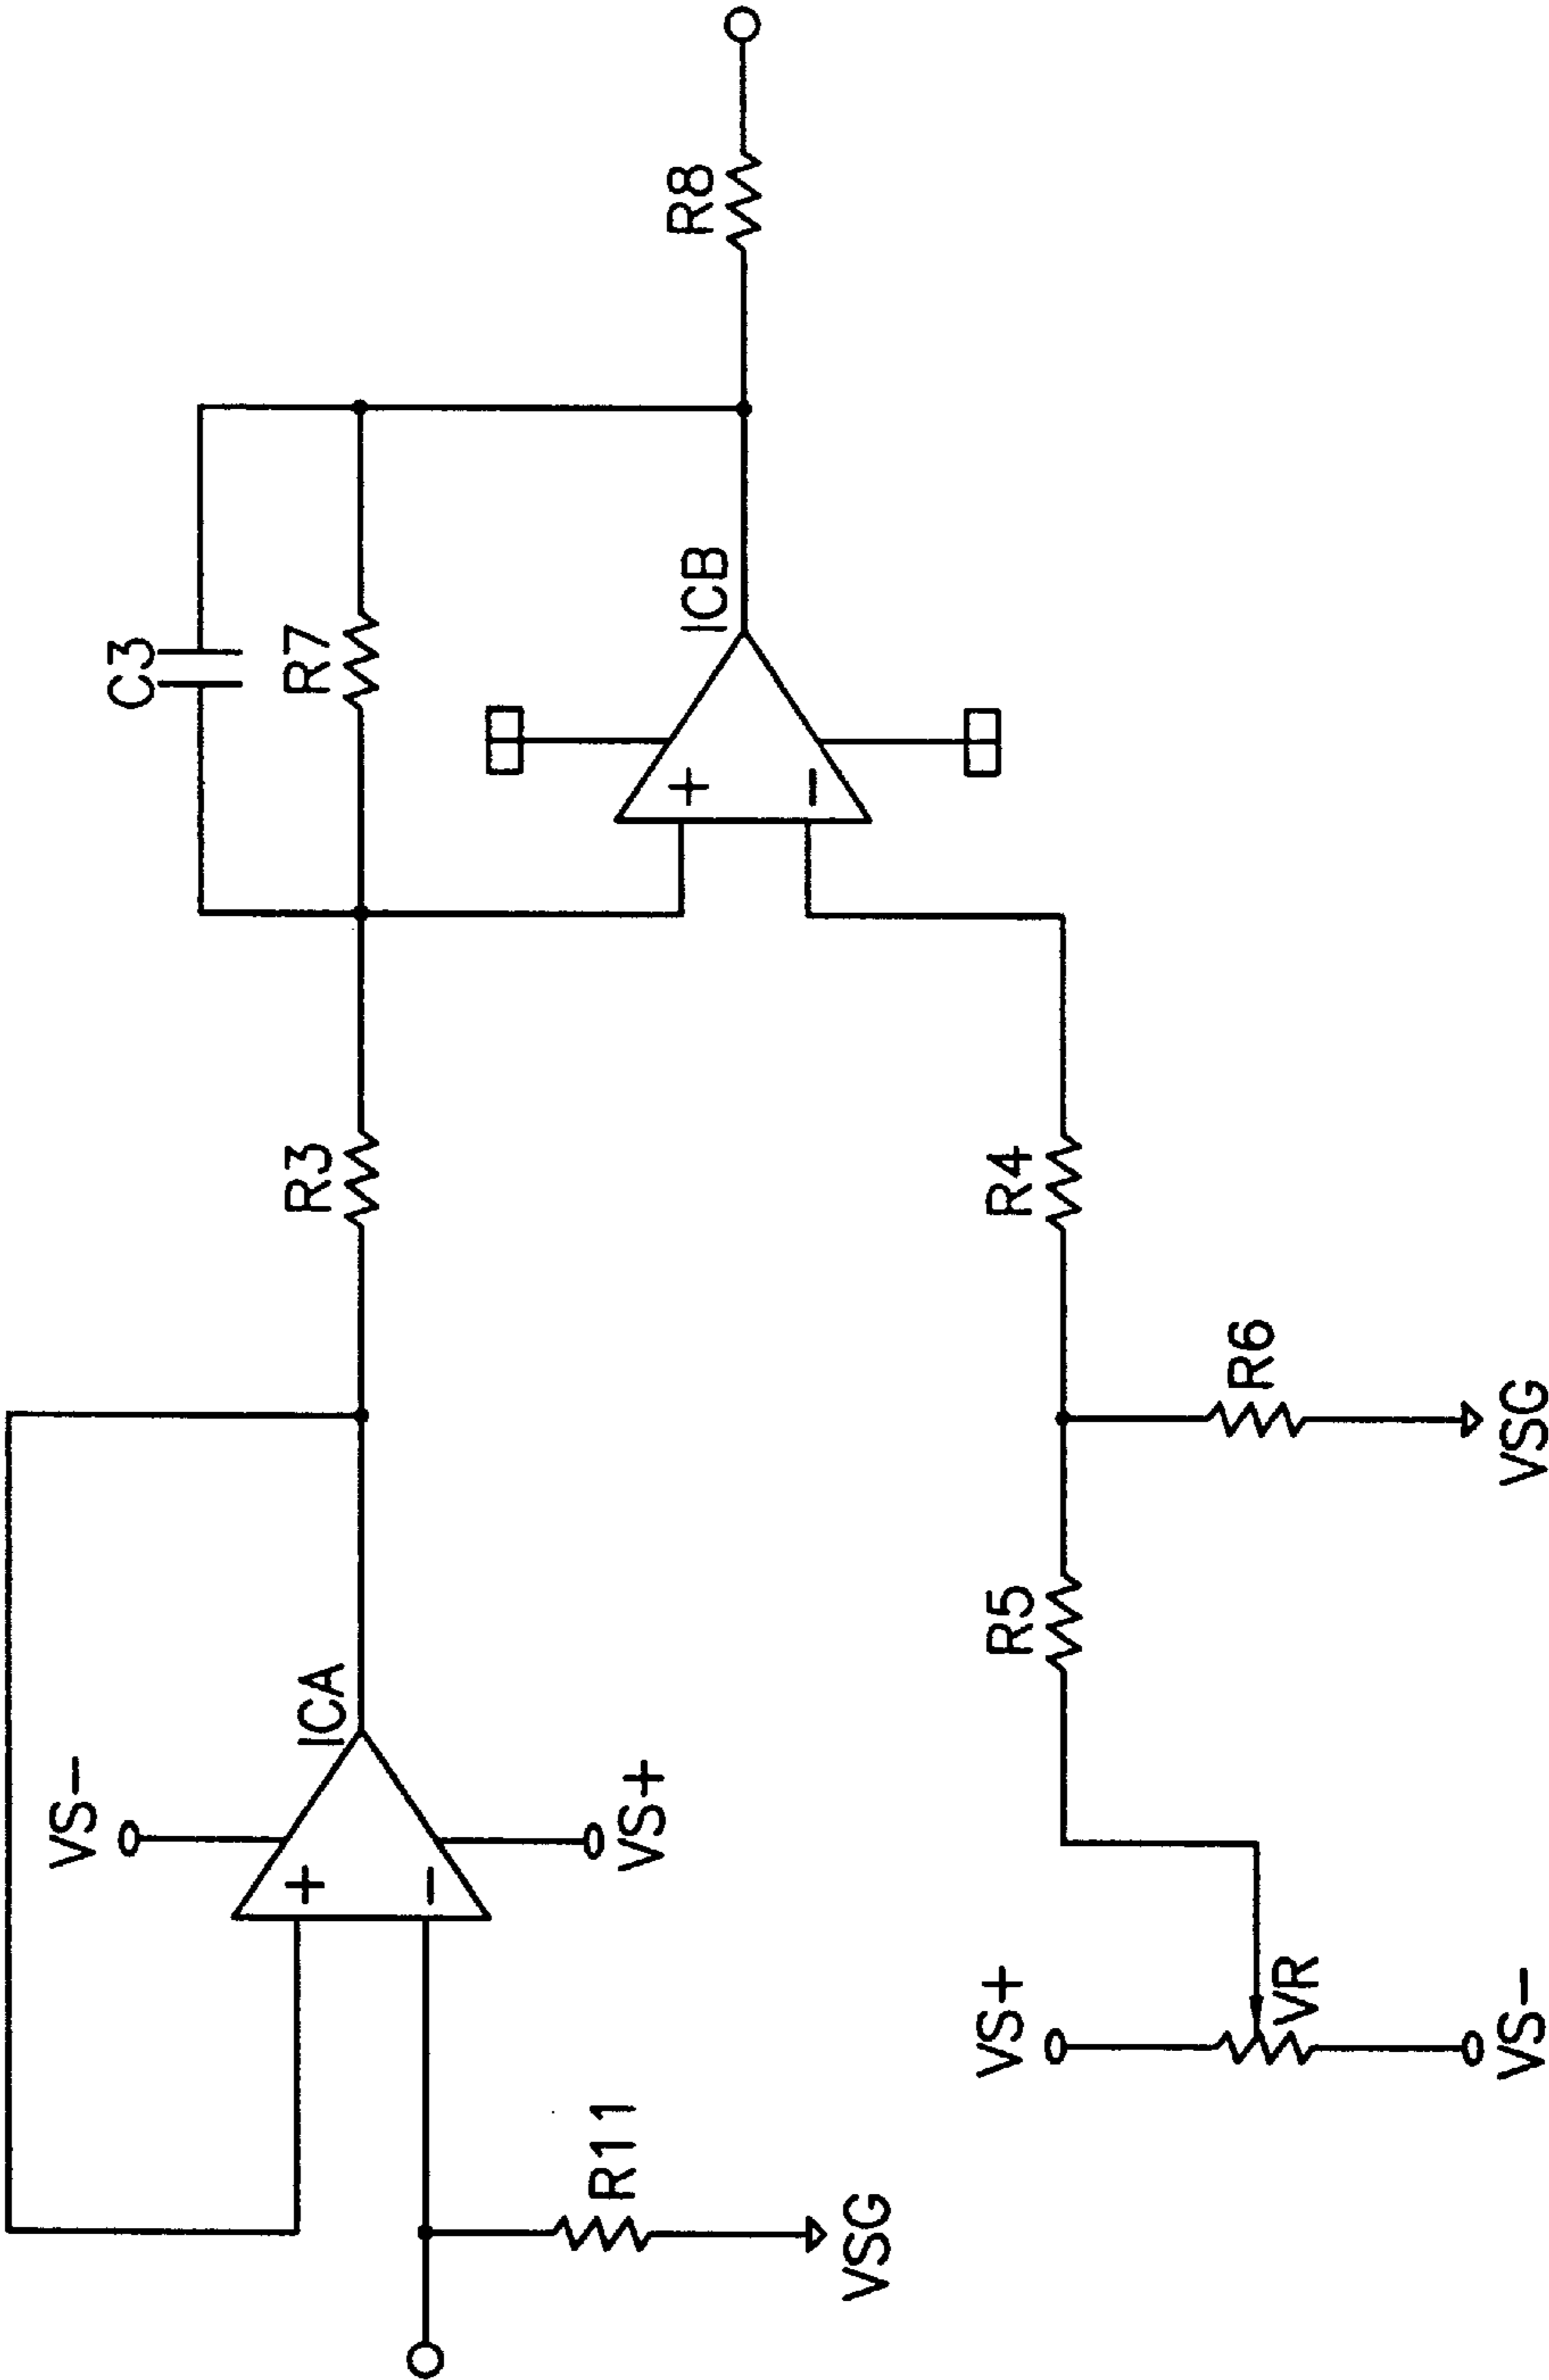 C3
R7
R8
R3
ICB
+
−
VS−
ICA
+
−
VS+
R4
R11
VSG
R5
R6
VS+
VR
VS−
VSG